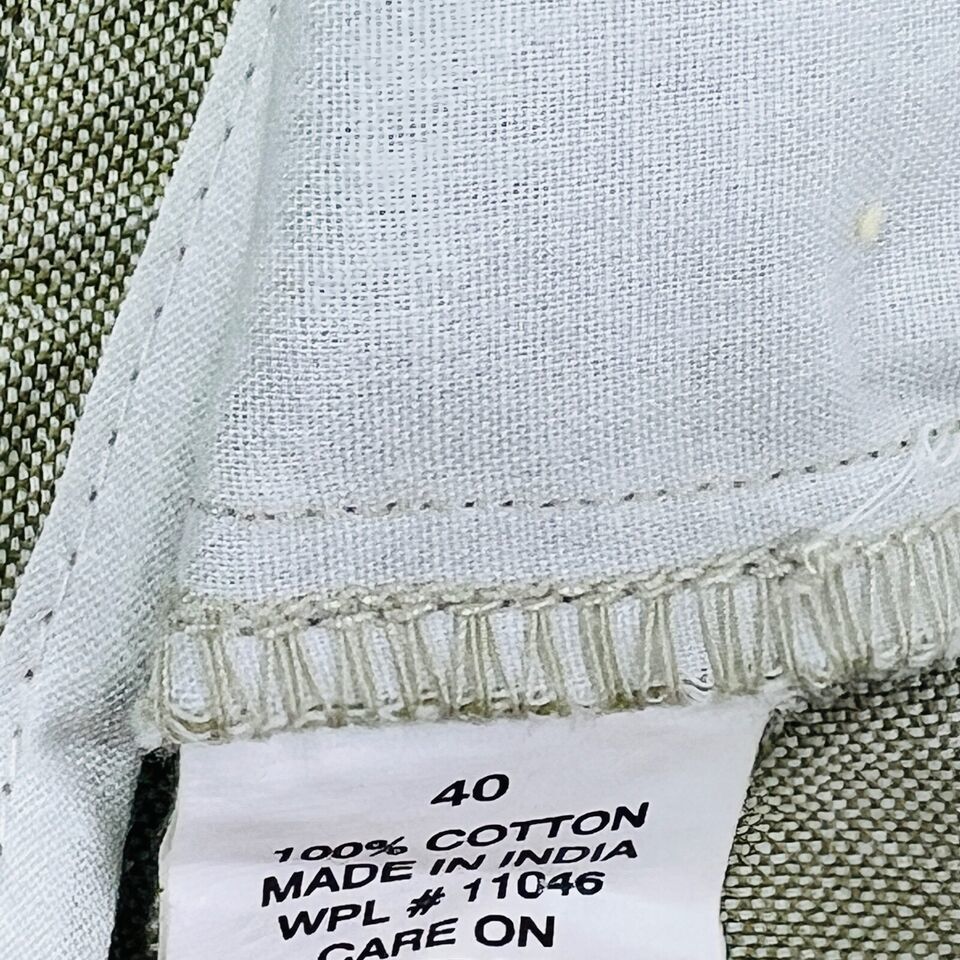 40
100% COTTON
MADE IN INDIA
WPL # 11046
CARE ON